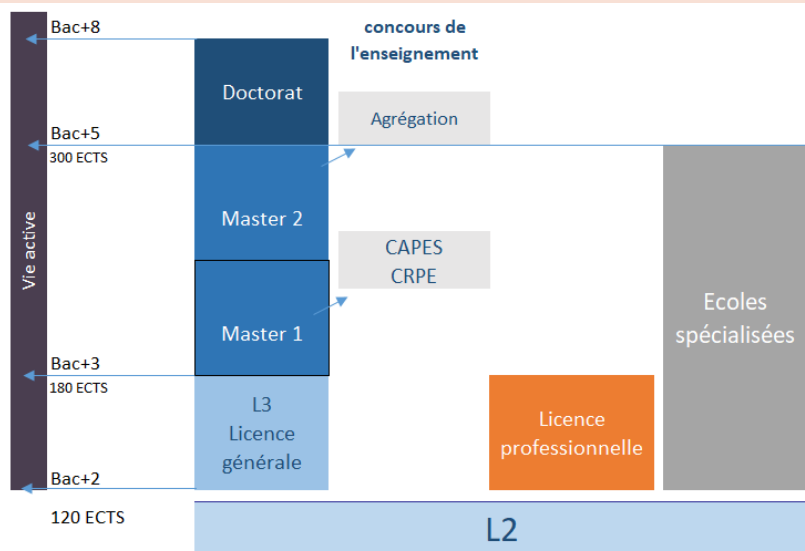 Bac+8
concours de
l'enseignement
Doctorat
Agrégation
Bac+5
300 ECTS
Vie active
Master 2
CAPES
CRPE
Ecoles
spécialisées
Master 1
Bac+3
180 ECTS
L3
Licence
générale
Licence
professionnelle
Bac+2
120 ECTS
L2